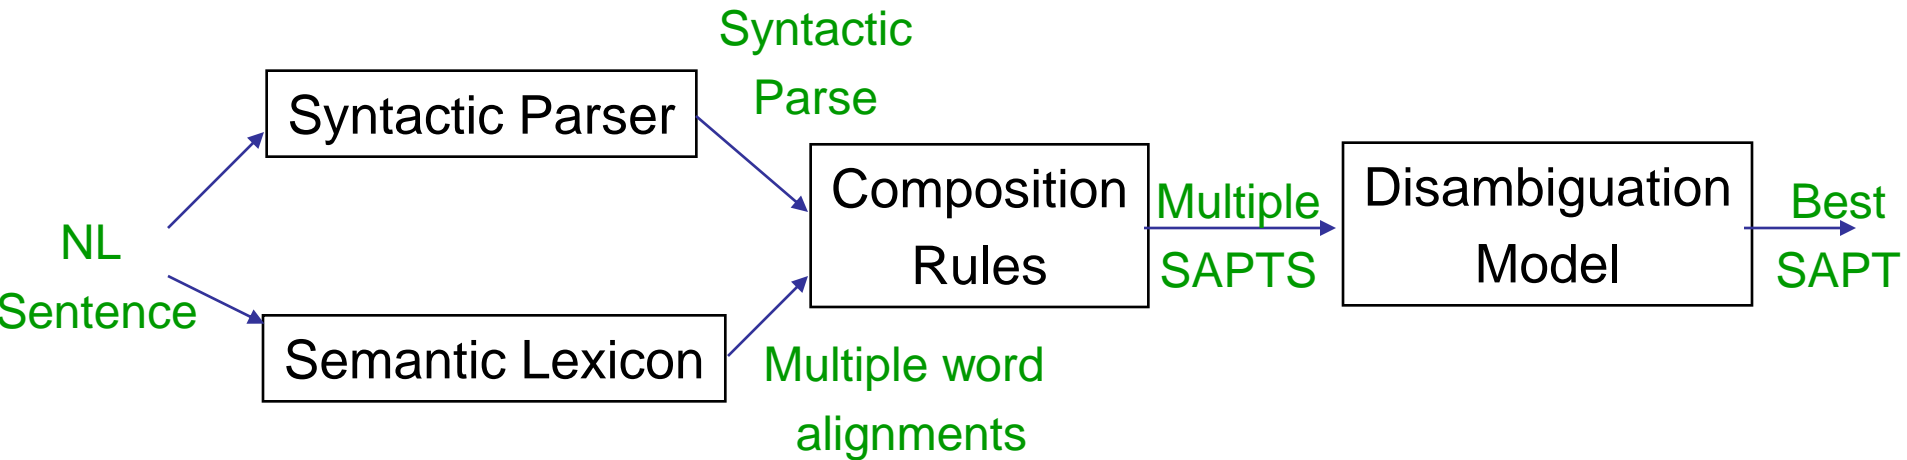 NL
Sentence
Syntactic Parser
Semantic Lexicon
Syntactic
Parse
Multiple word
alignments
Composition
Rules
Multiple
SAPTS
Disambiguation
Model
Best
SAPT